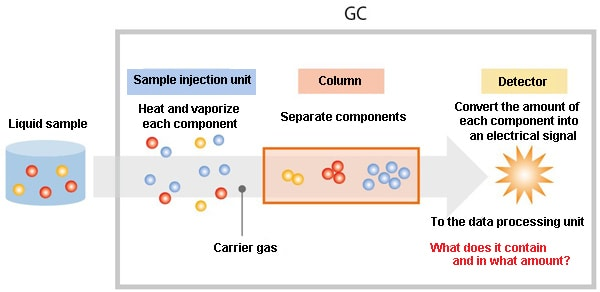 GC
Liquid sample
Sample injection unit
Heat and vaporize
each component
Carrier gas
Column
Separate components
Detector
Convert the amount of
each component into
an electrical signal
To the data processing unit
What does it contain
and in what amount?